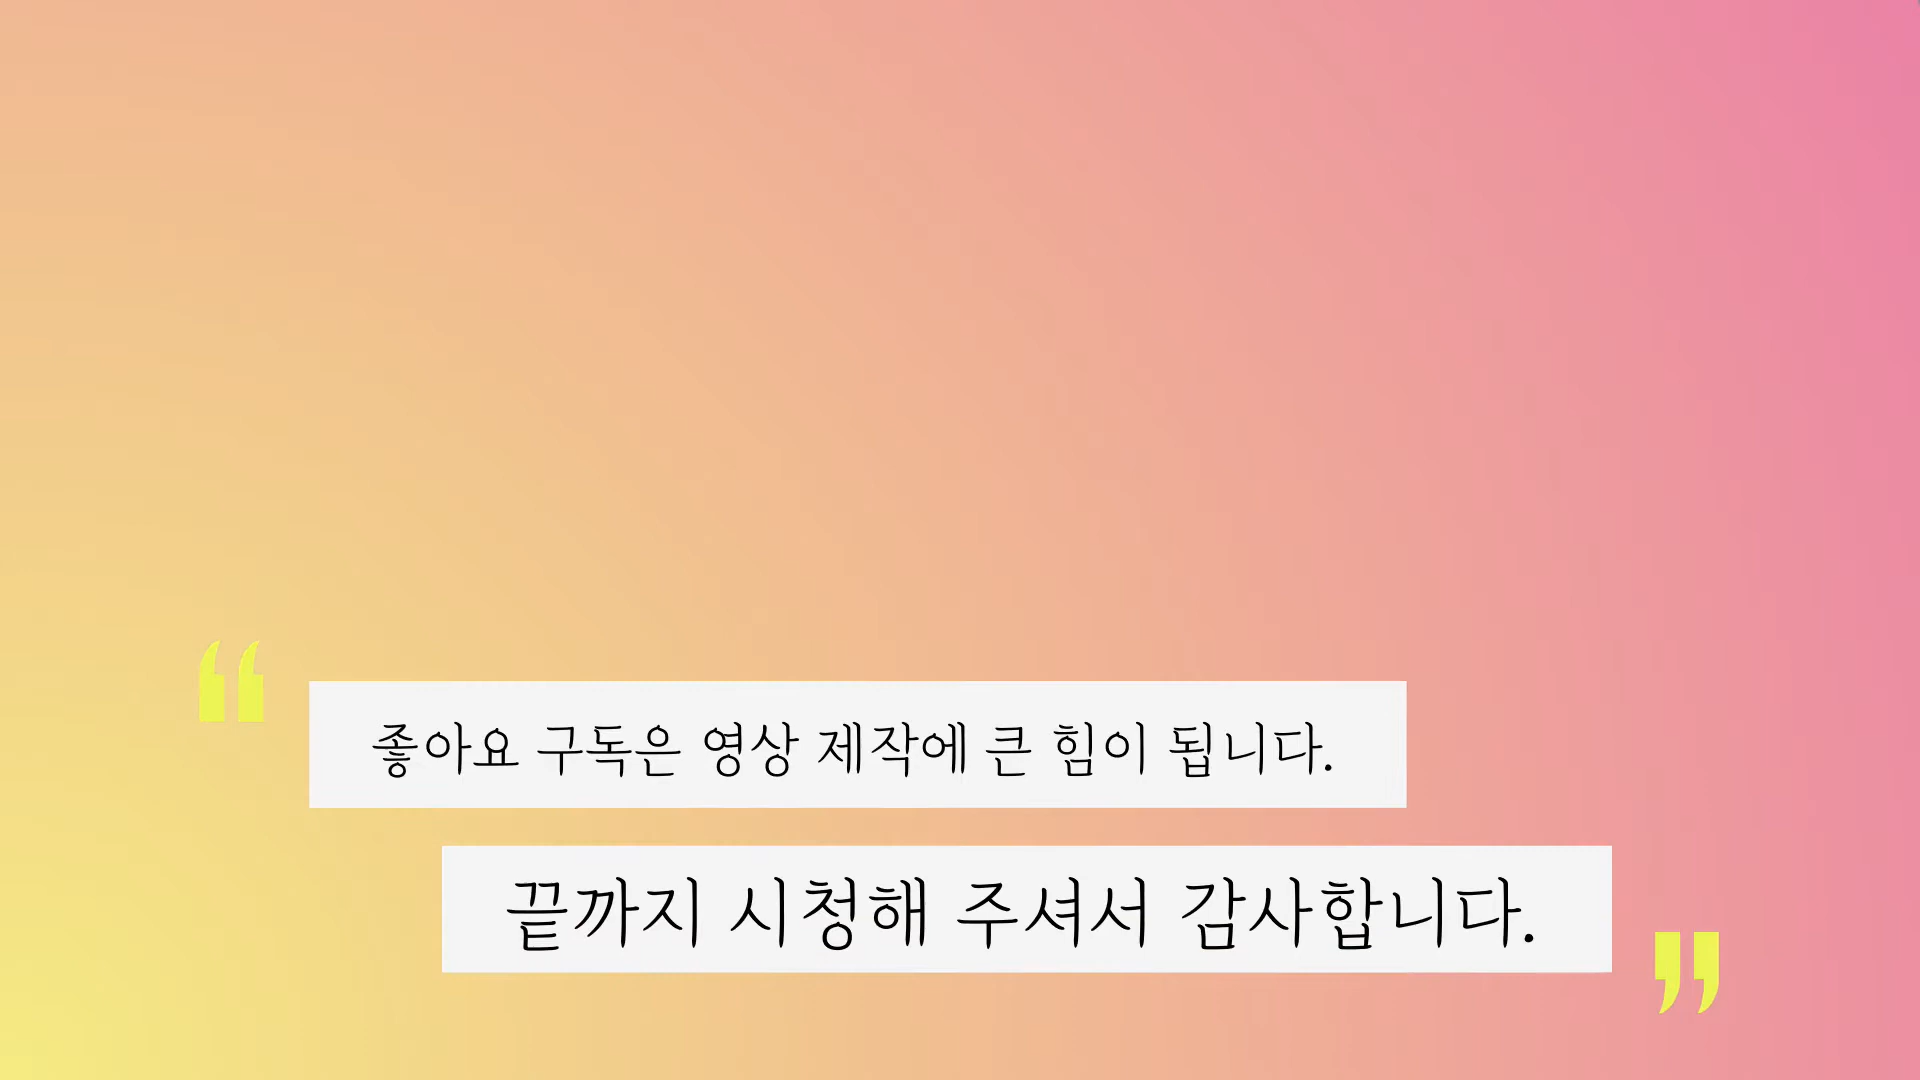 “ 좋아요 구독은 영상 제작에 큰 힘이 됩니다.
끝까지 시청해 주셔서 감사합니다. ”